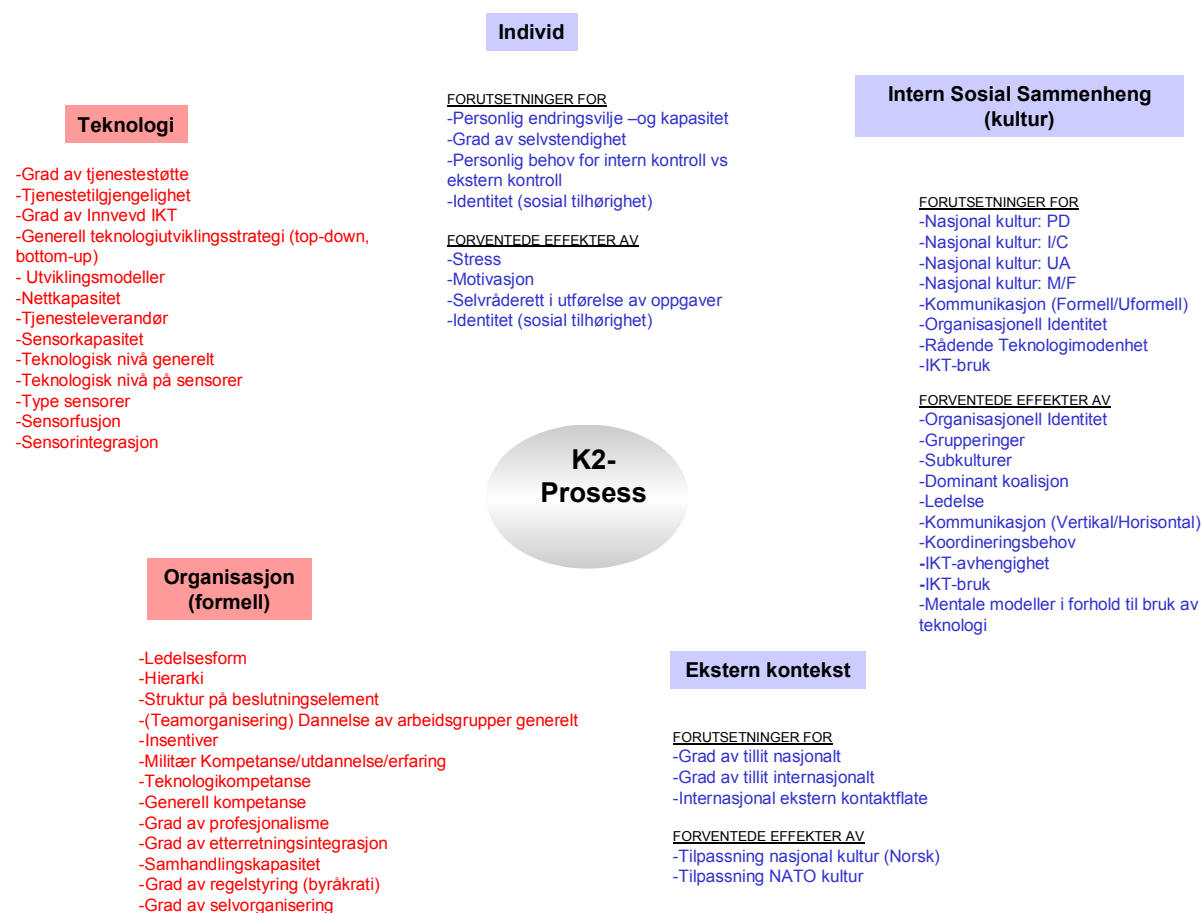 Individ
FORUTSETNINGER FOR
-Personlig endringsvilje –og kapasitet
-Grad av selvstendighet
-Personlig behov for intern kontroll vs
ekstern kontroll
-Identitet (sosial tilhørighet)
FORVENTEDE EFFEKTER AV
-Stress
-Motivasjon
-Selvråderett i utførelse av oppgaver
-Identitet (sosial tilhørighet)
Teknologi
-Grad av tjenestestøtte
-Tjenestetilgjengelighet
-Grad av Innvevd IKT
-Generell teknologiutviklingsstrategi (top-down,
bottom-up)
- Utviklingsmodeller
-Nettkapasitet
-Tjenesteleverandør
-Sensorkapasitet
-Teknologisk nivå generelt
-Teknologisk nivå på sensorer
-Type sensorer
-Sensorfusjon
-Sensorintegrasjon
Intern Sosial Sammenheng
(kultur)
FORUTSETNINGER FOR
-Nasjonal kultur: PD
-Nasjonal kultur: I/C
-Nasjonal kultur: UA
-Nasjonal kultur: M/F
-Kommunikasjon (Formell/Uformell)
-Organisasjonell Identitet
-Rådende Teknologimodenhet
-IKT-bruk
FORVENTEDE EFFEKTER AV
-Organisasjonell Identitet
-Grupperinger
-Subkulturer
-Dominant koalisjon
-Ledelse
-Kommunikasjon (Vertikal/Horisontal)
-Koordineringsbehov
-IKT-avhengighet
-IKT-bruk
-Mentale modeller i forhold til bruk av
teknologi
K2-
Prosess
Organisasjon
(formell)
-Ledelsesform
-Hierarki
-Struktur på beslutningselement
-(Teamorganisering) Dannelse av arbeidsgrupper generelt
-Insentiver
-Militær Kompetanse/utdannelse/erfaring
-Teknologikompetanse
-Generell kompetanse
-Grad av profesjonalisme
-Grad av etterretningsintegrasjon
-Samhandlingskapasitet
-Grad av regelstyring (byråkrati)
-Grad av selvorganisering
Ekstern kontekst
FORUTSETNINGER FOR
-Grad av tillit nasjonalt
-Grad av tillit internasjonalt
-Internasjonal ekstern kontaktflate
FORVENTEDE EFFEKTER AV
-Tilpassning nasjonal kultur (Norsk)
-Tilpassning NATO kultur